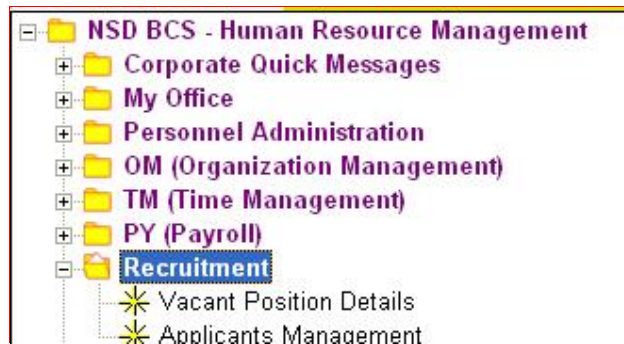 NSD BCS - Human Resource Management
Corporate Quick Messages
My Office
Personnel Administration
OM (Organization Management)
TM (Time Management)
PY (Payroll)
Recruitment
Vacant Position Details
Applicants Management